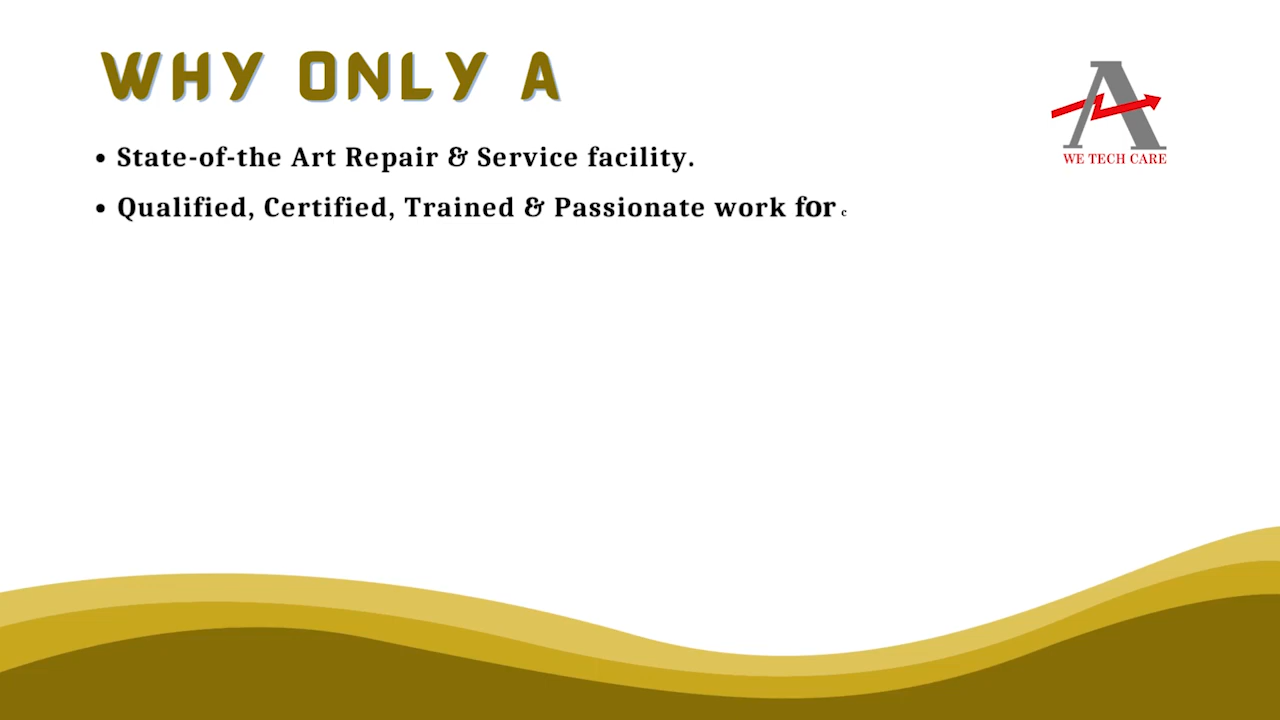 WHY ONLY A
• State-of-the Art Repair & Service facility.
• Qualified, Certified, Trained & Passionate work for c
A
WE TECH CARE